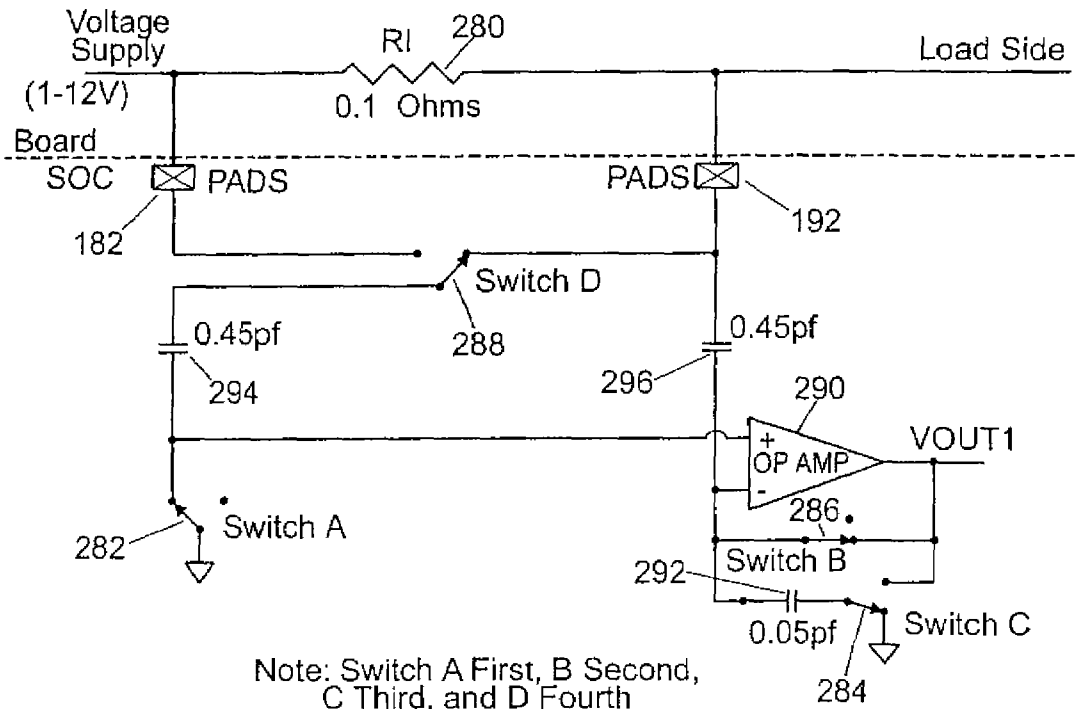 Voltage
Supply
(1-12V)
RI
280
0.1 Ohms
Load Side
Board
SOC
PADS
PADS
182
192
Switch D
288
0.45pf
294
0.45pf
296
290
+
OP AMP
-
VOUT1
Switch A
282
286
Switch B
292
0.05pf
Switch C
284
Note: Switch A First, B Second,
C Third, and D Fourth